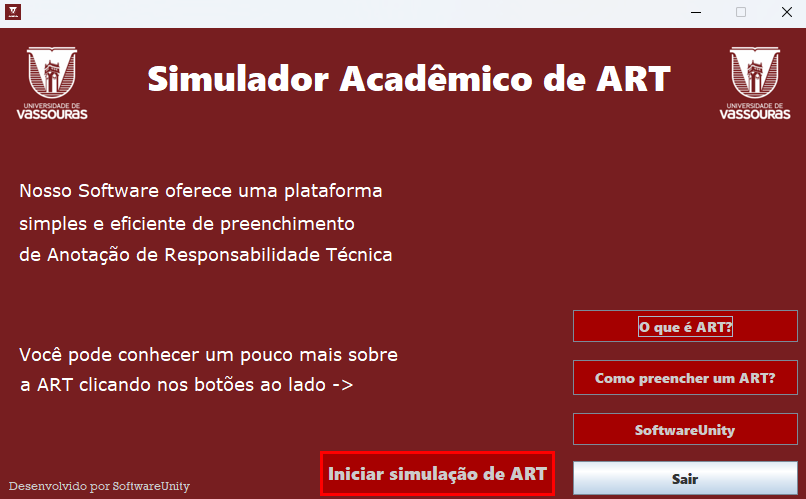 Simulador Acadêmico de ART
UNIVERSIDADE DE
VASSOURAS
UNIVERSIDADE DE
VASSOURAS
Nosso Software oferece uma plataforma
simples e eficiente de preenchimento
de Anotação de Responsabilidade Técnica
Você pode conhecer um pouco mais sobre
a ART clicando nos botões ao lado ->
O que é ART?
Como preencher um ART?
SoftwareUnity
Sair
Iniciar simulação de ART
Desenvolvido por SoftwareUnity